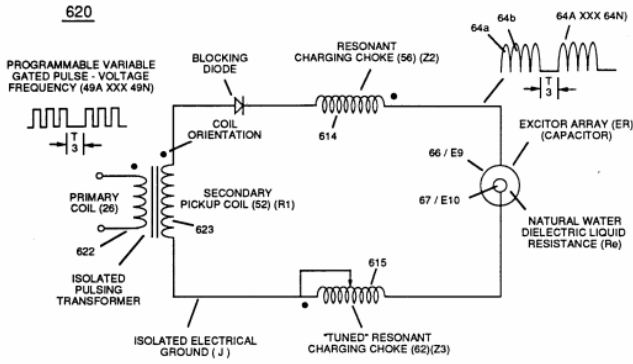 620
PROGRAMMABLE VARIABLE
GATED PULSE - VOLTAGE
FREQUENCY (49A XXX 49N)
T
3
BLOCKING
DIODE
RESONANT
CHARGING CHOKE (56) (Z2)
614
64a
64b
64A XXX 64N)
T
3
COIL
ORIENTATION
EXCITOR ARRAY (ER)
(CAPACITOR)
66 / E9
67 / E10
PRIMARY
COIL (26)
622
SECONDARY
PICKUP COIL (52) (R1)
623
NATURAL WATER
DIELECTRIC LIQUID
RESISTANCE (Re)
ISOLATED
PULSING
TRANSFORMER
615
ISOLATED ELECTRICAL
GROUND ( J )
"TUNED" RESONANT
CHARGING CHOKE (62)(Z3)